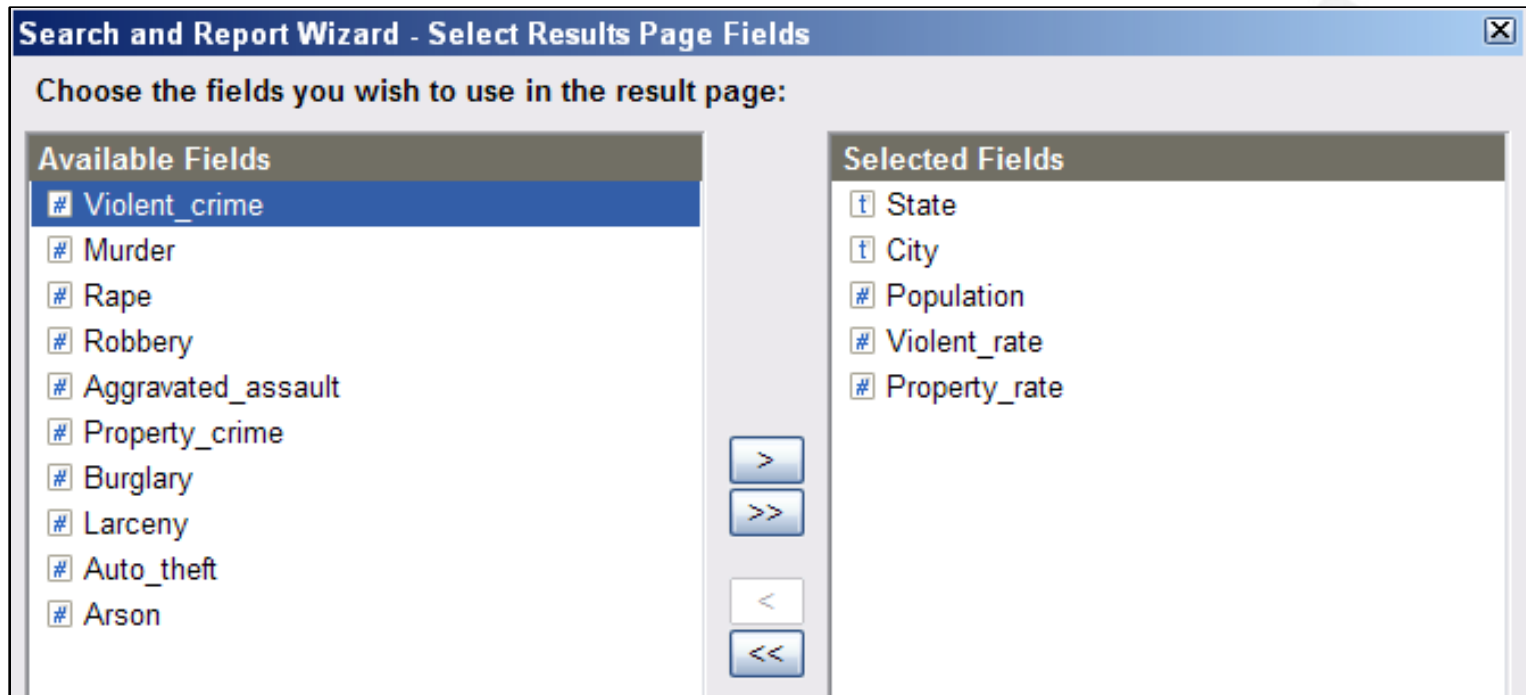 Search and Report Wizard - Select Results Page Fields
Choose the fields you wish to use in the result page:
Available Fields
# Violent_crime
# Murder
# Rape
# Robbery
# Aggravated_assault
# Property_crime
# Burglary
# Larceny
# Auto_theft
# Arson
>
>>
<
<<
Selected Fields
t State
t City
# Population
# Violent_rate
# Property_rate